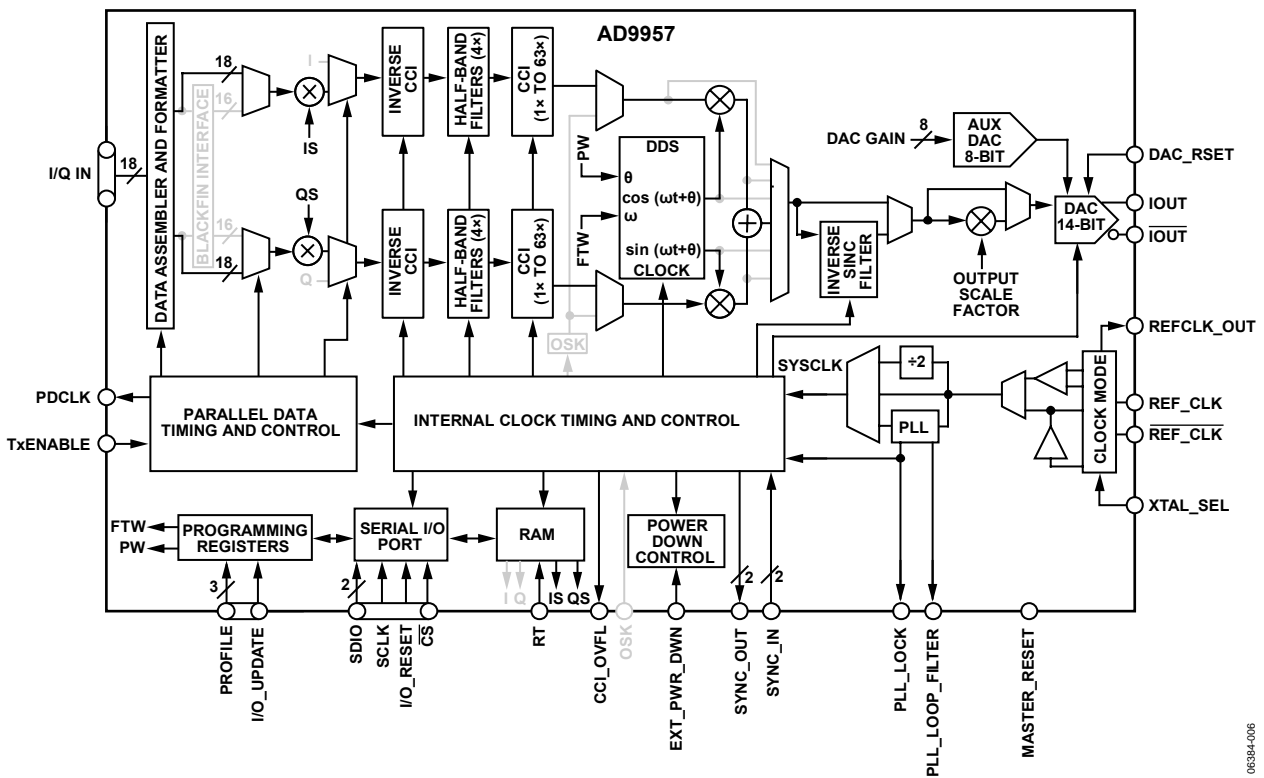 AD9957
I/Q IN
18
DATA ASSEMBLER AND FORMATTER
18
16
BLACKFIN INTERFACE
16
18
IS
QS
I
Q
INVERSE
CCI
HALF-BAND
FILTERS (4×)
CCI
(1× TO 63×)
INVERSE
CCI
HALF-BAND
FILTERS (4×)
CCI
(1× TO 63×)
OSK
PW
FTW
DDS
θ
cos (ωt+θ)
ω
sin (ωt+θ)
CLOCK
INVERSE
SINC
FILTER
OUTPUT
SCALE
FACTOR
DAC GAIN
8
AUX
DAC
8-BIT
DAC
14-BIT
DAC_RSET
IOUT
IOUT
REFCLK_OUT
REF_CLK
REF_CLK
XTAL_SEL
CLOCK MODE
SYSCLK
÷2
PLL
PDCLK
TxENABLE
PARALLEL DATA
TIMING AND CONTROL
INTERNAL CLOCK TIMING AND CONTROL
FTW
PW
PROGRAMMING
REGISTERS
SERIAL I/O
PORT
RAM
POWER
DOWN
CONTROL
3
2
I
Q
IS
QS
2
2
PROFILE
I/O_UPDATE
SDIO
SCLK
I/O_RESET
CS
RT
CCI_OVFL
OSK
EXT_PWR_DWN
SYNC_OUT
SYNC_IN
PLL_LOCK
PLL_LOOP_FILTER
MASTER_RESET
06384-006